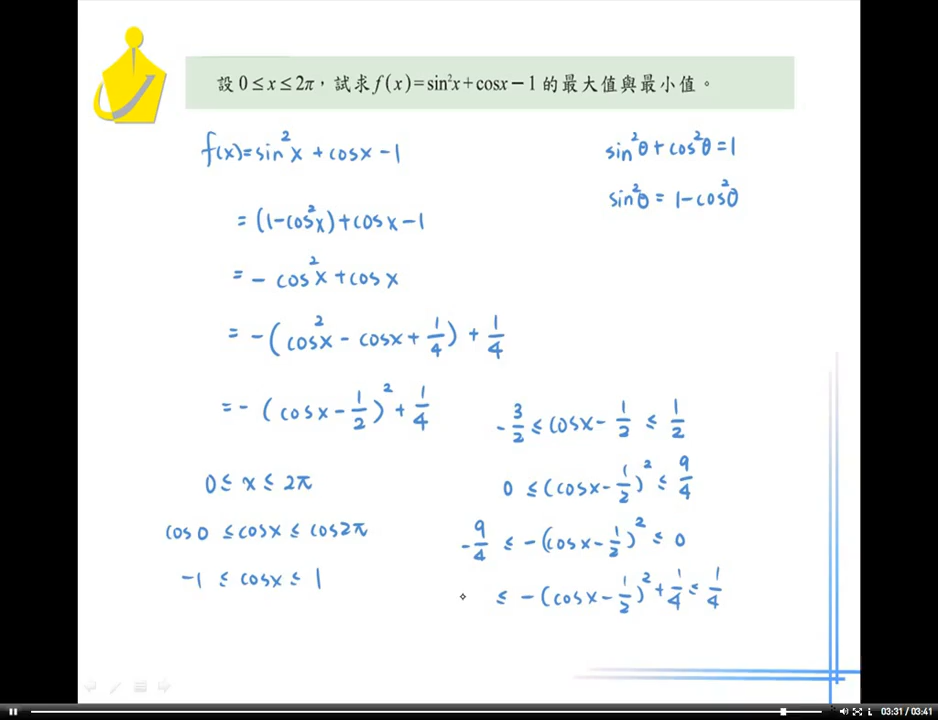 設 0 ≤ x ≤ 2π，試求 f(x)=sin²x+cosx−1 的最大值與最小值。
f(x)=sin²x +cosx −1
=(1−cos²x)+cosx−1
= − cos²x +cosx
= −(cos²x − cosx + 1/4) + 1/4
= − (cosx − 1/2)² + 1/4
0≤ x ≤ 2π
cos0 ≤cosx ≤ cos2π
−1 ≤ cosx ≤ 1
sin²θ + cos²θ =1
sin²θ = 1−cos²θ
−3/2 ≤ cosx − 1/2 ≤ 1/2
0 ≤(cosx − 1/2)² ≤ 9/4
−9/4 ≤ −(cosx − 1/2)² ≤ 0
≤ −(cosx − 1/2)² + 1/4 ≤ 1/4
03:31 / 03:41